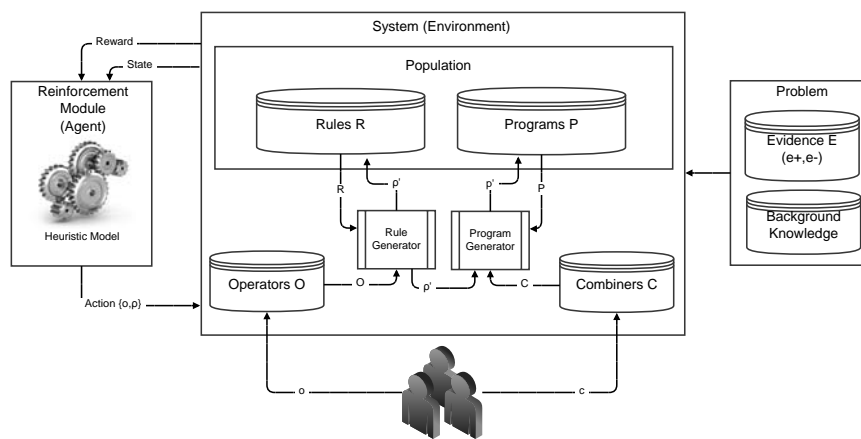 System (Environment)
Reward
State
Population
Reinforcement
Module
(Agent)
Heuristic Model
Rules R
Programs P
Problem
Evidence E
(e+,e-)
Background
Knowledge
R
ρ'
p'
P
Rule
Generator
Program
Generator
Operators O
O
ρ'
C
Combiners C
Action {o,ρ}
o
c